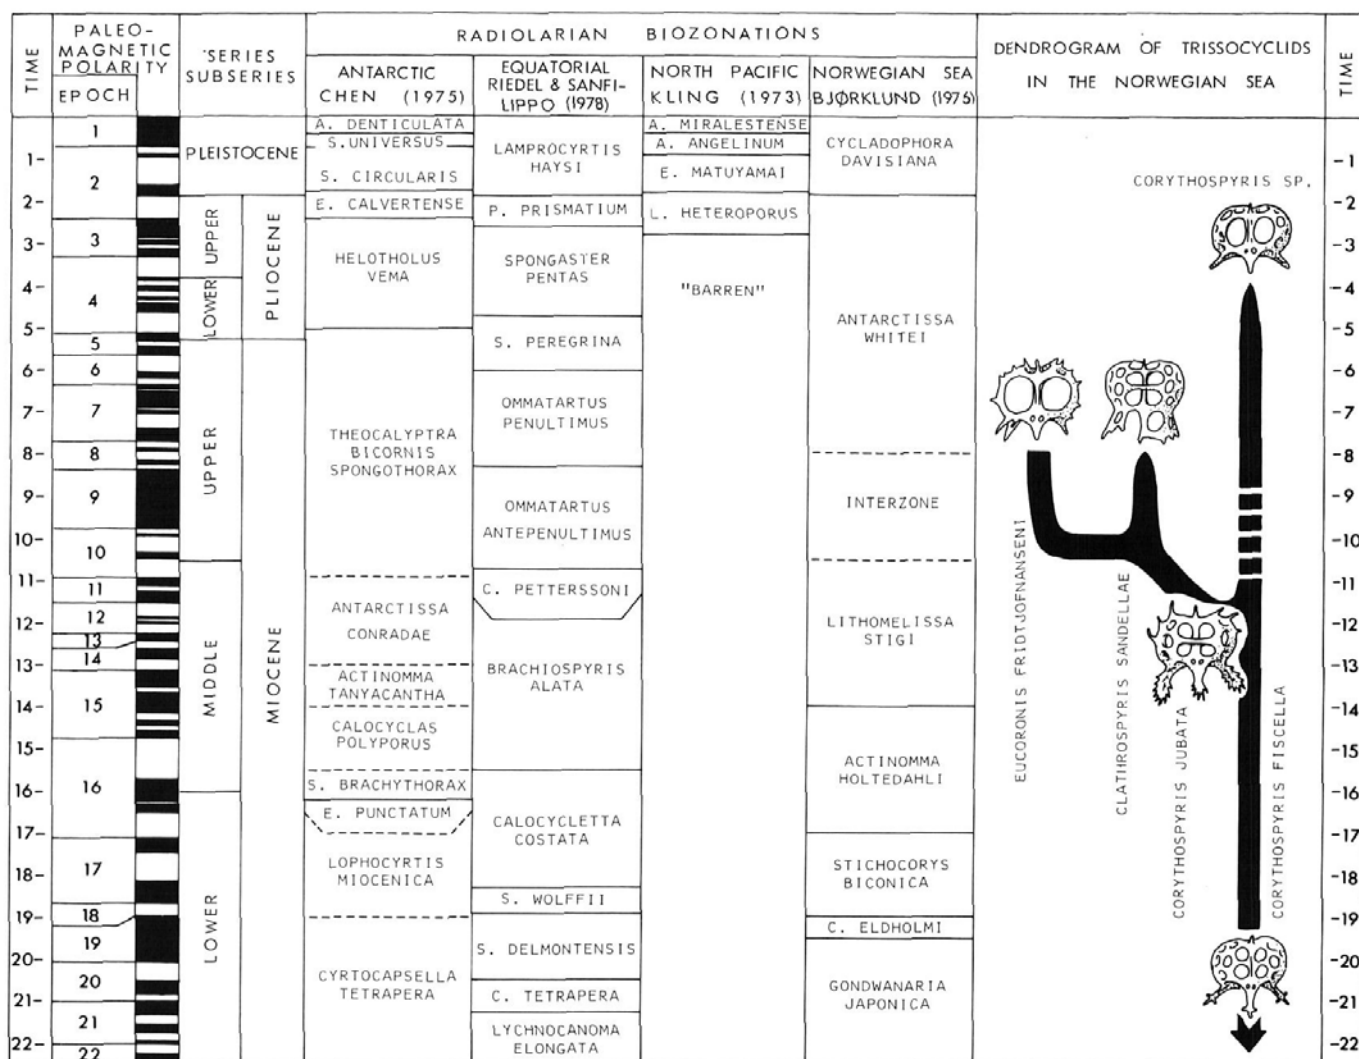 TIME
PALEO-
MAGNETIC
POLARITY
EPOCH
SERIES
SUBSERIES
RADIOLARIAN BIOZONATIONS
ANTARCTIC
CHEN (1975)
EQUATORIAL
RIEDEL & SANFI-
LIPPO (1978)
NORTH PACIFIC
KLING (1973)
NORWEGIAN SEA
BJØRKLUND (1975)
DENDROGRAM OF TRISSOCYCLIDS
IN THE NORWEGIAN SEA
TIME
1-
2-
3-
4-
5-
6-
7-
8-
9-
10-
11-
12-
13-
14-
15-
16-
17-
18-
19-
20-
21-
22-
1
2
3
4
5
6
7
8
9
10
11
12
13
14
15
16
17
18
19
20
21
22
PLEISTOCENE
UPPER
LOWER
PLIOCENE
UPPER
MIDDLE
LOWER
MIOCENE
A. DENTICULATA
S.UNIVERSUS
S. CIRCULARIS
E. CALVERTENSE
HELOTHOLUS
VEMA
THEOCALYPTRA
BICORNIS
SPONGOTHORAX
ANTARCTISSA
CONRADAE
ACTINOMMA
TANYACANTHA
CALOCYCLAS
POLYPORUS
S. BRACHYTHORAX
E. PUNCTATUM
LOPHOCYRTIS
MIOCENICA
CYRTOCAPSELLA
TETRAPERA
LAMPROCYRTIS
HAYSI
P. PRISMATIUM
SPONGASTER
PENTAS
S. PEREGRINA
OMMATARTUS
PENULTIMUS
OMMATARTUS
ANTEPENULTIMUS
C. PETTERSSONI
BRACHIOSPYRIS
ALATA
CALOCYCLETTA
COSTATA
S. WOLFFII
S. DELMONTENSIS
C. TETRAPERA
LYCHNOCANOMA
ELONGATA
A. MIRALESTENSE
A. ANGELINUM
E. MATUYAMAI
L. HETEROPORUS
"BARREN"
CYCLADOPHORA
DAVISIANA
ANTARCTISSA
WHITEI
INTERZONE
LITHOMELISSA
STIGI
ACTINOMMA
HOLTEDAHLI
STICHOCORYS
BICONICA
C. ELDHOLMI
GONDWANARIA
JAPONICA
CORYTHOSPYRIS SP.
EUCORONIS FRIDTJOFNANSENI
CLATHROSPYRIS SANDELLAE
CORYTHOSPYRIS JUBATA
CORYTHOSPYRIS FISCELLA
-1
-2
-3
-4
-5
-6
-7
-8
-9
-10
-11
-12
-13
-14
-15
-16
-17
-18
-19
-20
-21
-22